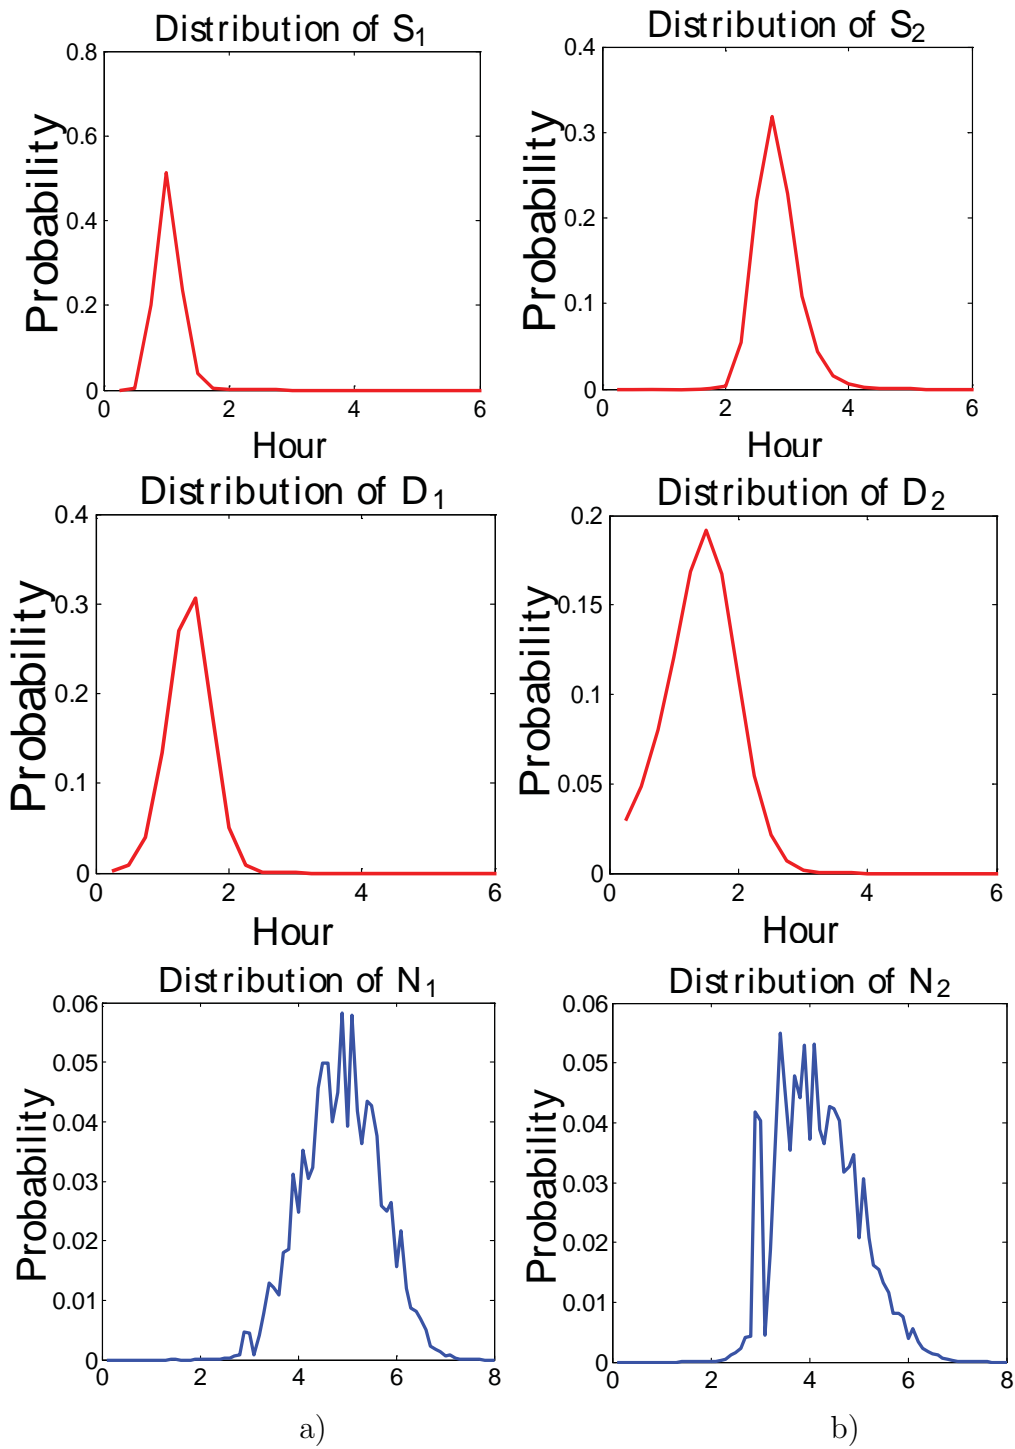 Distribution of S1
0.8
0.6
0.4
0.2
0
0 2 4 6
Probability
Hour
Distribution of S2
0.4
0.3
0.2
0.1
0
0 2 4 6
Probability
Hour
Distribution of D1
0.4
0.3
0.2
0.1
0
0 2 4 6
Probability
Hour
Distribution of D2
0.2
0.15
0.1
0.05
0
0 2 4 6
Probability
Hour
Distribution of N1
0.06
0.05
0.04
0.03
0.02
0.01
0
0 2 4 6 8
Probability
Distribution of N2
0.06
0.05
0.04
0.03
0.02
0.01
0
0 2 4 6 8
Probability
a)
b)